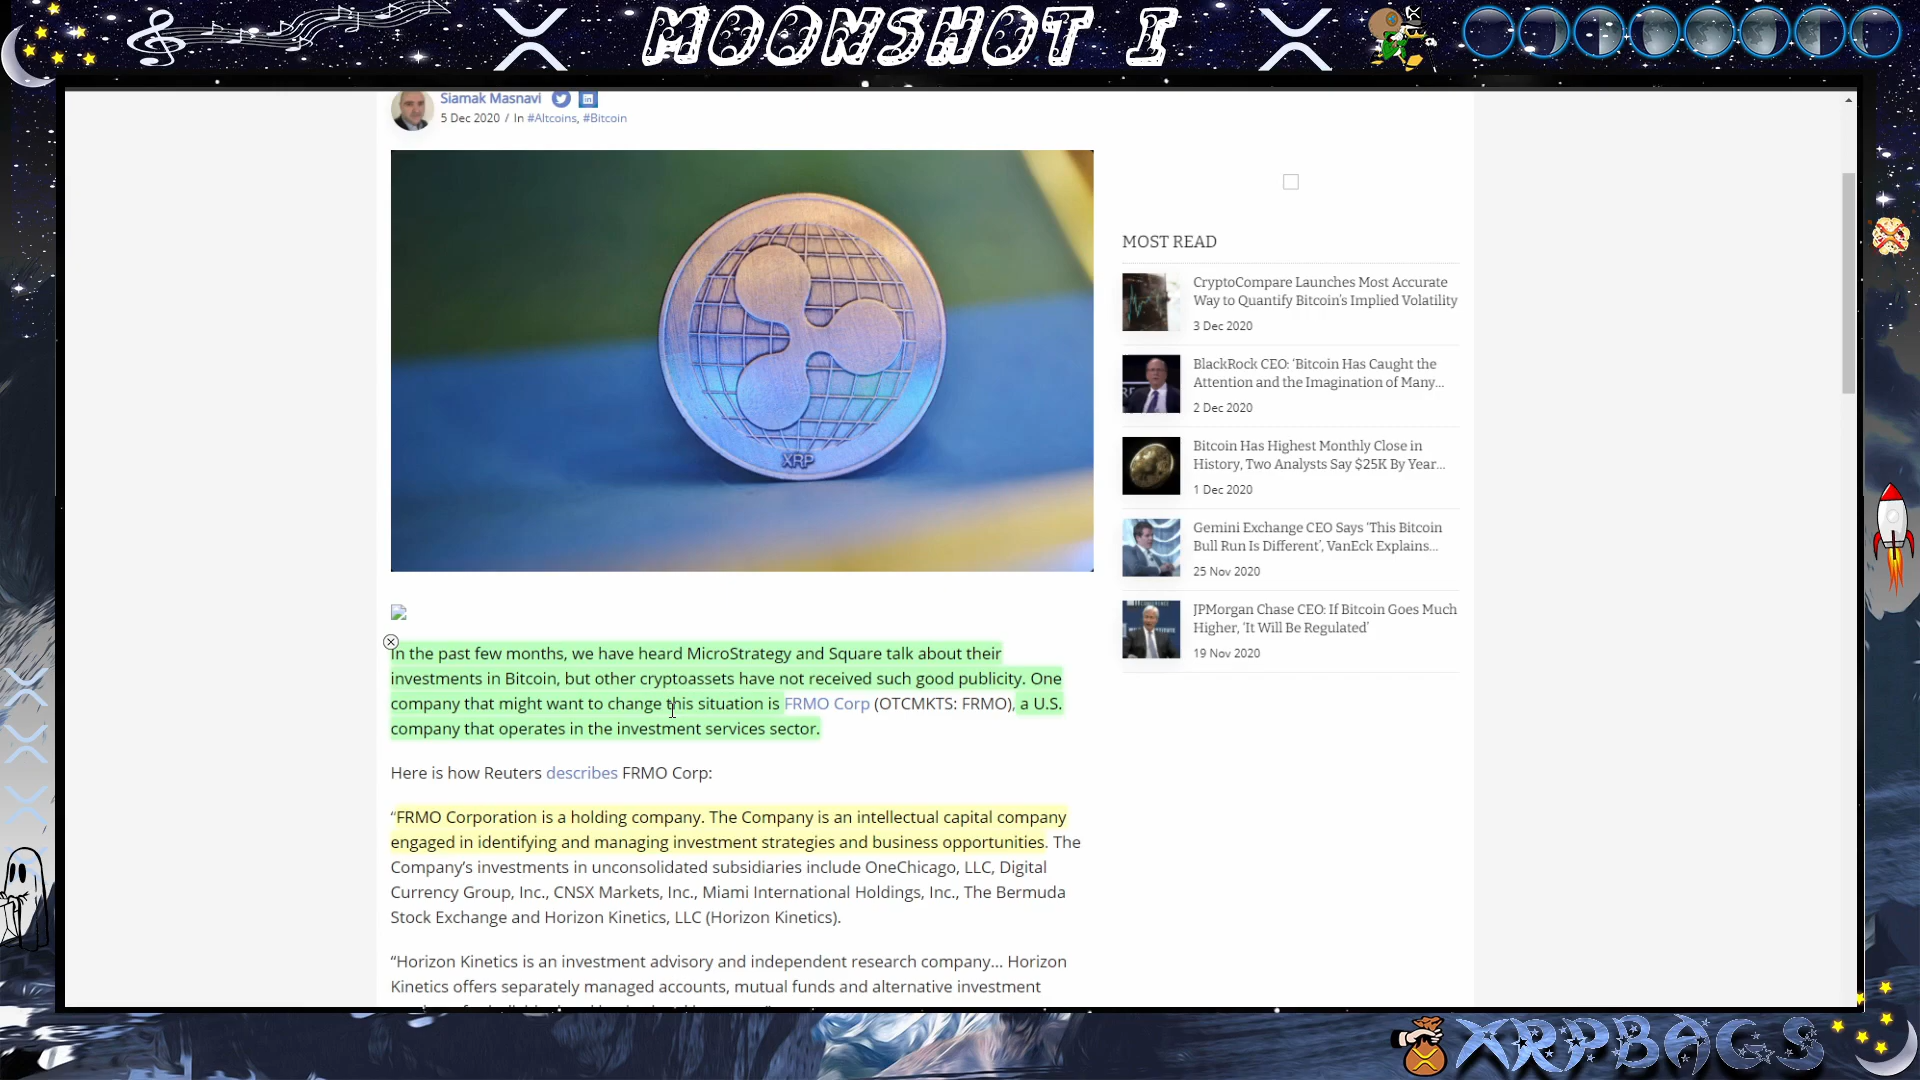 MOONSHOT I
Siamak Masnavi
5 Dec 2020 / In #Altcoins, #Bitcoin
XRP
In the past few months, we have heard MicroStrategy and Square talk about their
investments in Bitcoin, but other cryptoassets have not received such good publicity. One
company that might want to change this situation is FRMO Corp (OTCMKTS: FRMO), a U.S.
company that operates in the investment services sector.
Here is how Reuters describes FRMO Corp:
“FRMO Corporation is a holding company. The Company is an intellectual capital company
engaged in identifying and managing investment strategies and business opportunities. The
Company’s investments in unconsolidated subsidiaries include OneChicago, LLC, Digital
Currency Group, Inc., CNSX Markets, Inc., Miami International Holdings, Inc., The Bermuda
Stock Exchange and Horizon Kinetics, LLC (Horizon Kinetics).
“Horizon Kinetics is an investment advisory and independent research company... Horizon
Kinetics offers separately managed accounts, mutual funds and alternative investment
MOST READ
CryptoCompare Launches Most Accurate
Way to Quantify Bitcoin’s Implied Volatility
3 Dec 2020
BlackRock CEO: ‘Bitcoin Has Caught the
Attention and the Imagination of Many...
2 Dec 2020
Bitcoin Has Highest Monthly Close in
History, Two Analysts Say $25K By Year...
1 Dec 2020
Gemini Exchange CEO Says ‘This Bitcoin
Bull Run Is Different’, VanEck Explains...
25 Nov 2020
JPMorgan Chase CEO: If Bitcoin Goes Much
Higher, ‘It Will Be Regulated’
19 Nov 2020
XRPBAGS